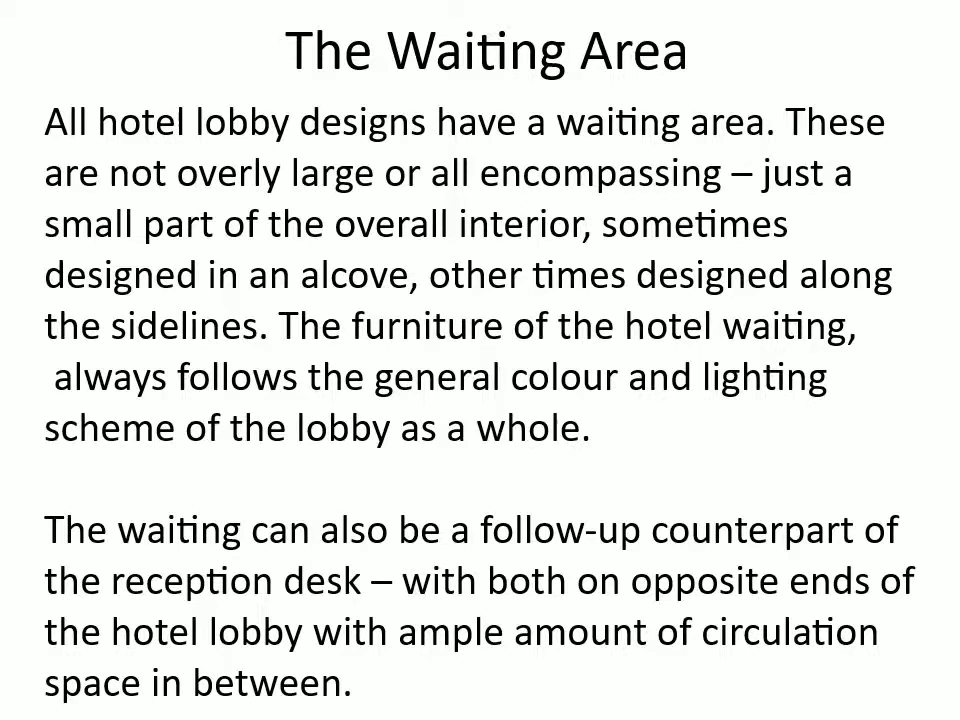 The Waiting Area
All hotel lobby designs have a waiting area. These
are not overly large or all encompassing – just a
small part of the overall interior, sometimes
designed in an alcove, other times designed along
the sidelines. The furniture of the hotel waiting,
always follows the general colour and lighting
scheme of the lobby as a whole.
The waiting can also be a follow-up counterpart of
the reception desk – with both on opposite ends of
the hotel lobby with ample amount of circulation
space in between.